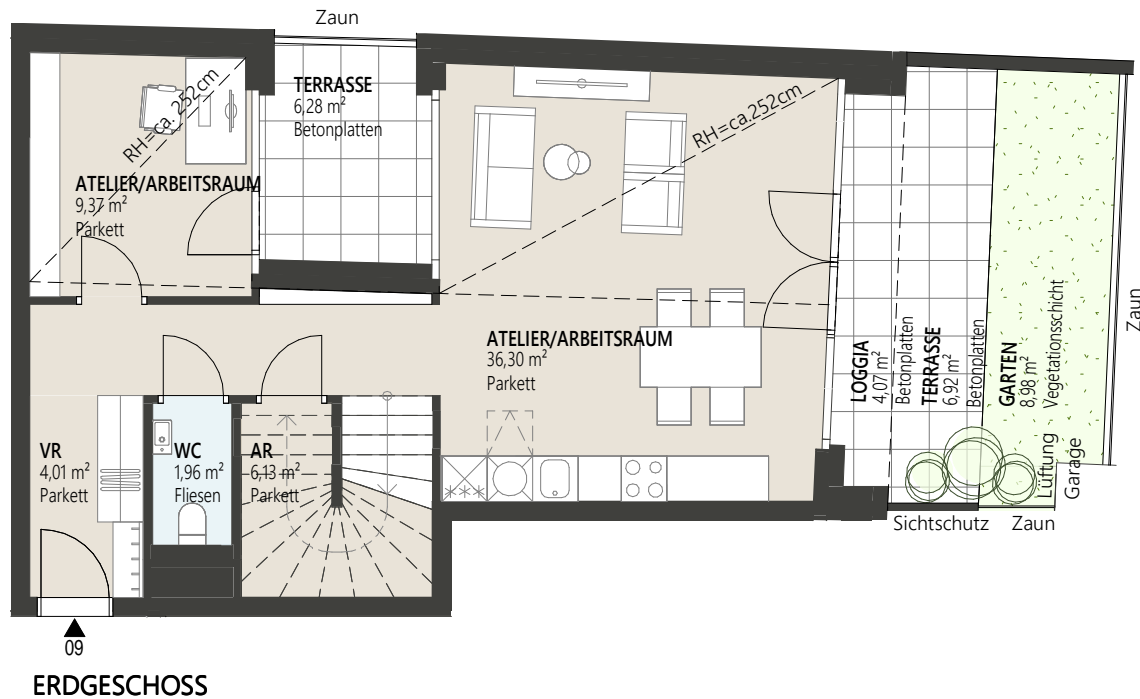 Zaun
TERRASSE
6,28 m²
Betonplatten
RH=ca. 252cm
RH=ca.252cm
ATELIER/ARBEITSRAUM
9,37 m²
Parkett
ATELIER/ARBEITSRAUM
36,30 m²
Parkett
LOGGIA
4,07 m²
Betonplatten
TERRASSE
6,92 m²
Betonplatten
GARTEN
8,98 m²
Vegetationsschicht
Zaun
VR
4,01 m²
Parkett
WC
1,96 m²
Fliesen
AR
6,13 m²
Parkett
Lüftung
Garage
Sichtschutz
Zaun
09
ERDGESCHOSS